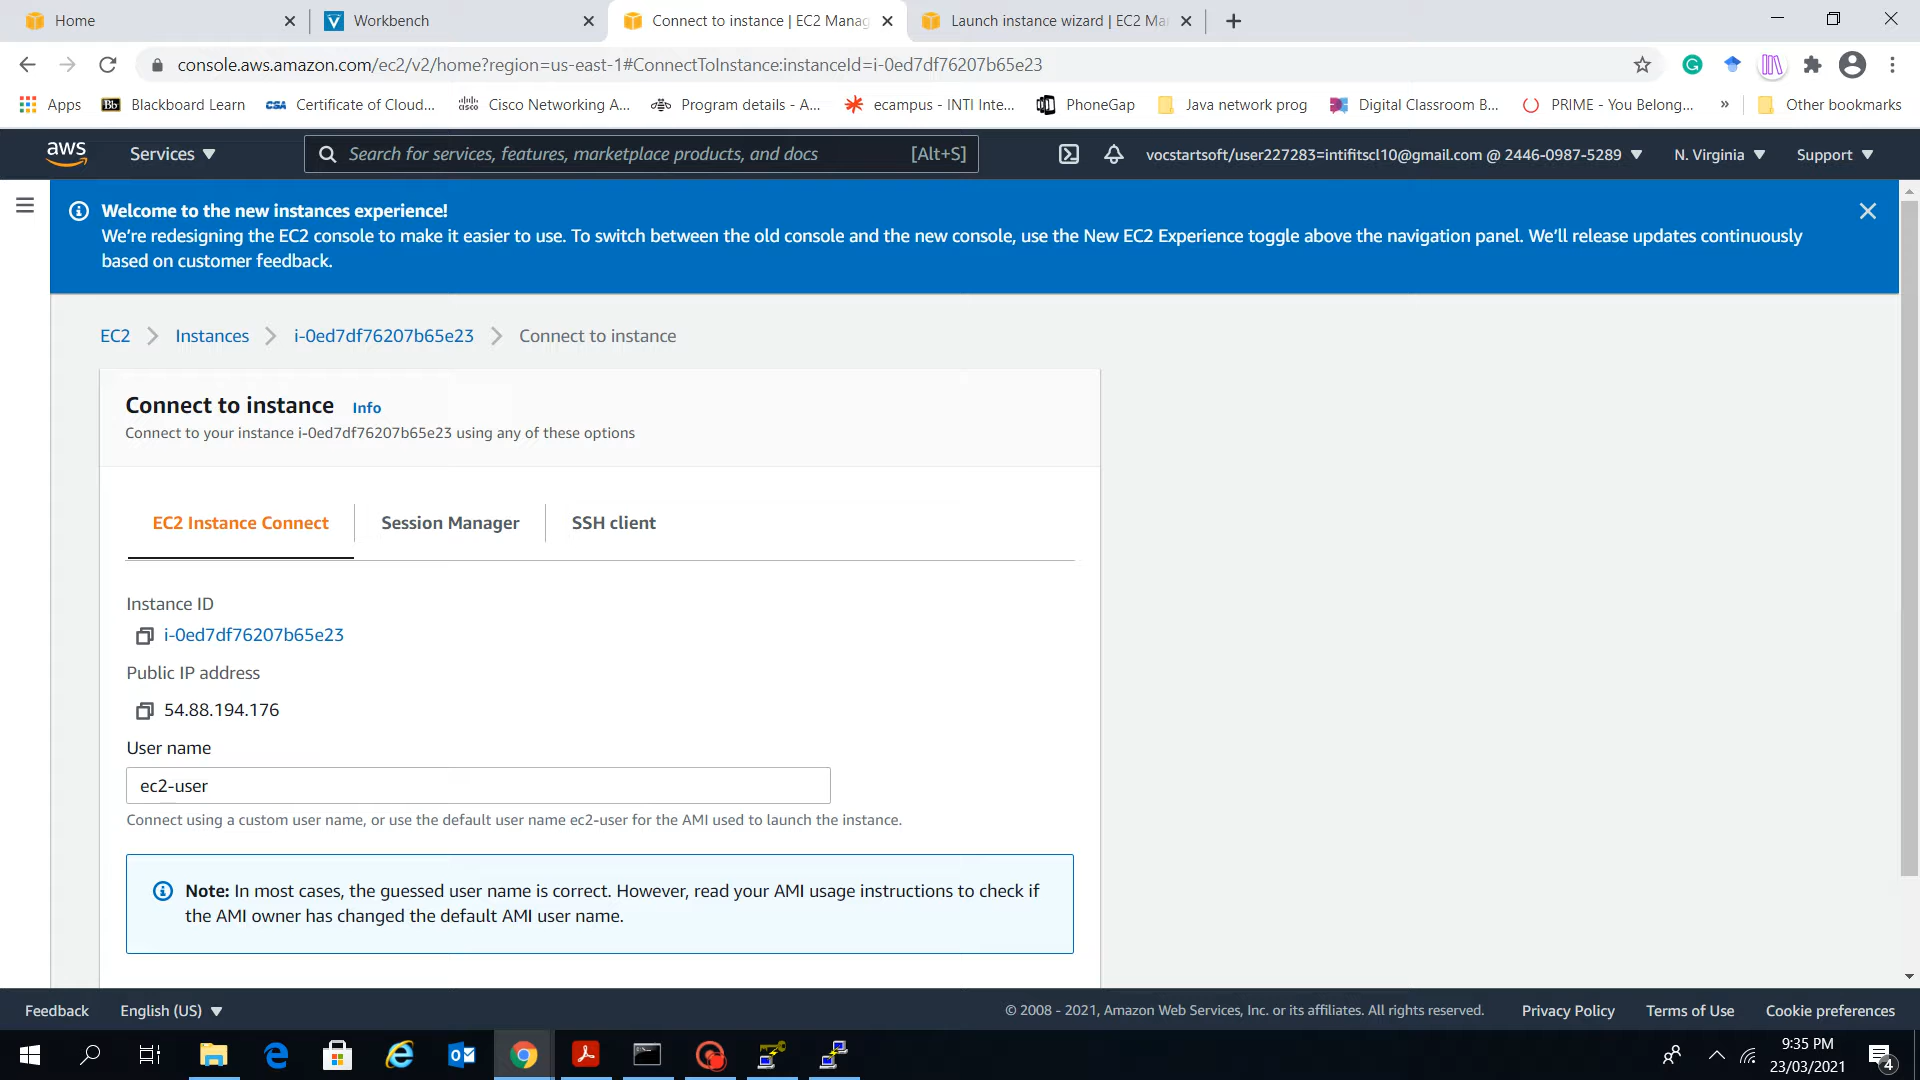 Home
Workbench
Connect to instance | EC2 Manag
Launch instance wizard | EC2 Ma
console.aws.amazon.com/ec2/v2/home?region=us-east-1#ConnectToInstance:instanceId=i-0ed7df76207b65e23
Apps
Bb
Blackboard Learn
CSA
Certificate of Cloud...
cisco
Cisco Networking A...
Program details - A...
ecampus - INTI Inte...
PhoneGap
Java network prog
Digital Classroom B...
PRIME - You Belong...
»
Other bookmarks
aws
Services
Search for services, features, marketplace products, and docs
[Alt+S]
vocstartsoft/user227283=intifitscl10@gmail.com @ 2446-0987-5289
N. Virginia
Support
Welcome to the new instances experience!
We're redesigning the EC2 console to make it easier to use. To switch between the old console and the new console, use the New EC2 Experience toggle above the navigation panel. We'll release updates continuously
based on customer feedback.
EC2
Instances
i-0ed7df76207b65e23
Connect to instance
Connect to instance Info
Connect to your instance i-0ed7df76207b65e23 using any of these options
EC2 Instance Connect
Session Manager
SSH client
Instance ID
i-0ed7df76207b65e23
Public IP address
54.88.194.176
User name
ec2-user
Connect using a custom user name, or use the default user name ec2-user for the AMI used to launch the instance.
Note: In most cases, the guessed user name is correct. However, read your AMI usage instructions to check if
the AMI owner has changed the default AMI user name.
Feedback
English (US)
© 2008 - 2021, Amazon Web Services, Inc. or its affiliates. All rights reserved.
Privacy Policy
Terms of Use
Cookie preferences
9:35 PM
23/03/2021
4